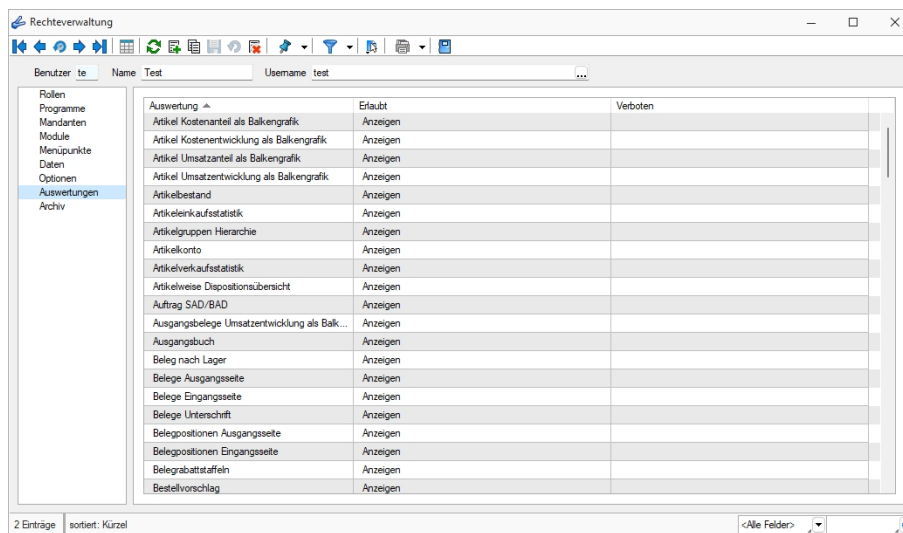 Rechteverwaltung
Benutzer te Name Test Username test ...
Rollen
Programme
Mandanten
Module
Menüpunkte
Daten
Optionen
Auswertungen
Archiv
Auswertung Erlaubt Verboten
Artikel Kostenanteil als Balkengrafik Anzeigen
Artikel Kostenentwicklung als Balkengrafik Anzeigen
Artikel Umsatzanteil als Balkengrafik Anzeigen
Artikel Umsatzentwicklung als Balkengrafik Anzeigen
Artikelbestand Anzeigen
Artikeleinkaufsstatistik Anzeigen
Artikelgruppen Hierarchie Anzeigen
Artikelkonto Anzeigen
Artikelverkaufsstatistik Anzeigen
Artikelweise Dispositionsübersicht Anzeigen
Auftrag SAD/BAD Anzeigen
Ausgangsbelege Umsatzentwicklung als Balk... Anzeigen
Ausgangsbuch Anzeigen
Beleg nach Lager Anzeigen
Belege Ausgangsseite Anzeigen
Belege Eingangsseite Anzeigen
Belege Unterschrift Anzeigen
Belegpositionen Ausgangsseite Anzeigen
Belegpositionen Eingangsseite Anzeigen
Belegrabattstaffeln Anzeigen
Bestellvorschlag Anzeigen
2 Einträge sortiert: Kürzel <Alle Felder>